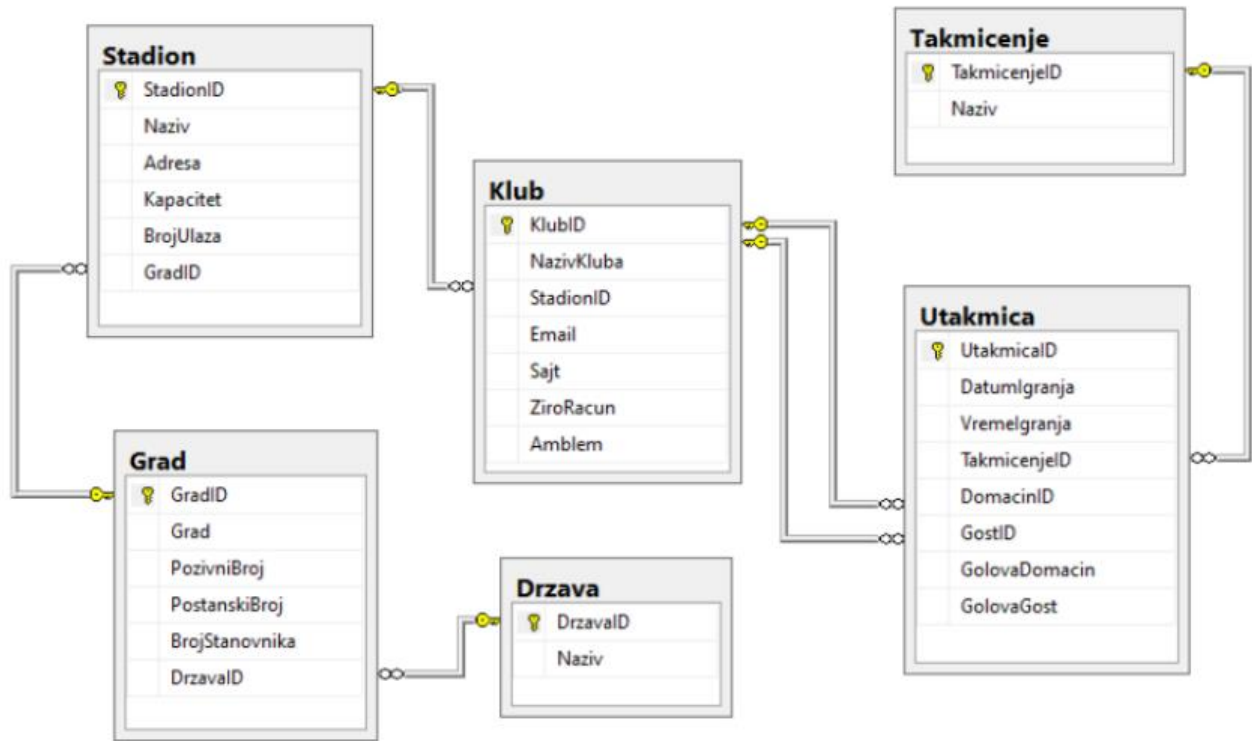 Stadion
StadionID
Naziv
Adresa
Kapacitet
BrojUlaza
GradID
Takmicenje
TakmicenjeID
Naziv
Klub
KlubID
NazivKluba
StadionID
Email
Sajt
ZiroRacun
Amblem
Utakmica
UtakmicaID
DatumIgranja
VremeIgranja
TakmicenjeID
DomacinID
GostID
GolovaDomacin
GolovaGost
Grad
GradID
Grad
PozivniBroj
PostanskiBroj
BrojStanovnika
DrzavaID
Drzava
DrzavaID
Naziv